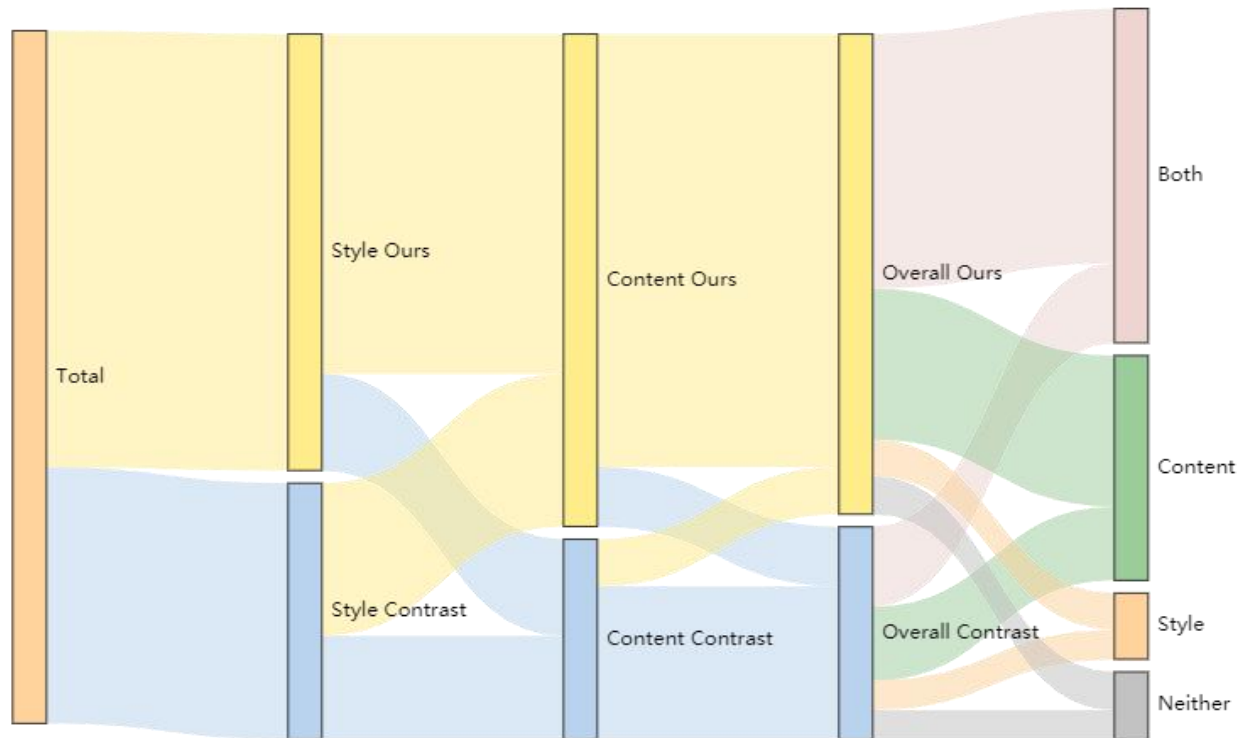 Total
Style Ours
Style Contrast
Content Ours
Content Contrast
Overall Ours
Overall Contrast
Both
Content
Style
Neither